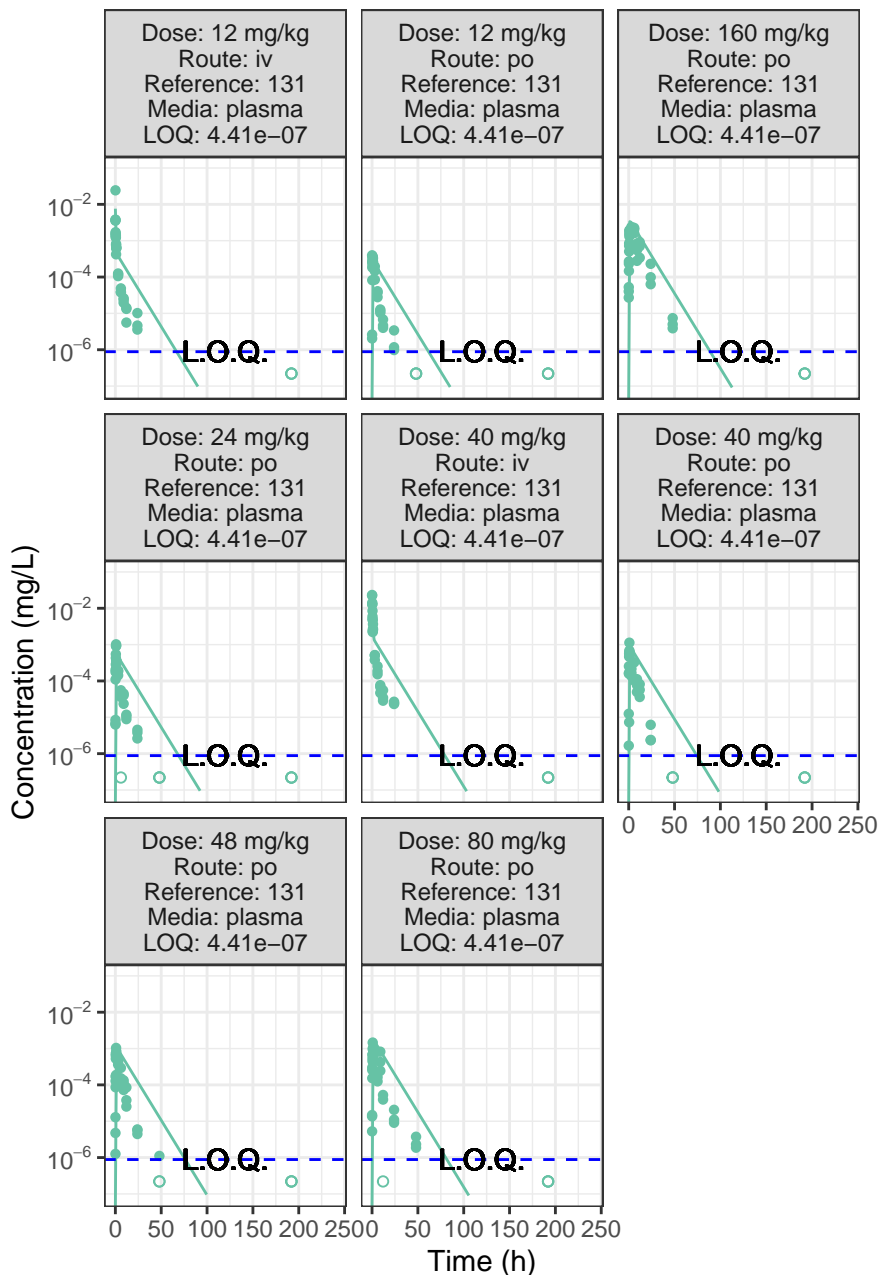 Dose: 12 mg/kg
Route: iv
Reference: 131
Media: plasma
LOQ: 4.41e−07
Dose: 12 mg/kg
Route: po
Reference: 131
Media: plasma
LOQ: 4.41e−07
Dose: 160 mg/kg
Route: po
Reference: 131
Media: plasma
LOQ: 4.41e−07
10⁻²
10⁻⁴
10⁻⁶
L.O.Q.
L.O.Q.
L.O.Q.
Dose: 24 mg/kg
Route: po
Reference: 131
Media: plasma
LOQ: 4.41e−07
Dose: 40 mg/kg
Route: iv
Reference: 131
Media: plasma
LOQ: 4.41e−07
Dose: 40 mg/kg
Route: po
Reference: 131
Media: plasma
LOQ: 4.41e−07
Concentration (mg/L)
10⁻²
10⁻⁴
10⁻⁶
L.O.Q.
L.O.Q.
L.O.Q.
0 50 100 150 200 250
Dose: 48 mg/kg
Route: po
Reference: 131
Media: plasma
LOQ: 4.41e−07
Dose: 80 mg/kg
Route: po
Reference: 131
Media: plasma
LOQ: 4.41e−07
10⁻²
10⁻⁴
10⁻⁶
L.O.Q.
L.O.Q.
0 50 100 150 200 250
0 50 100 150 200 250
Time (h)